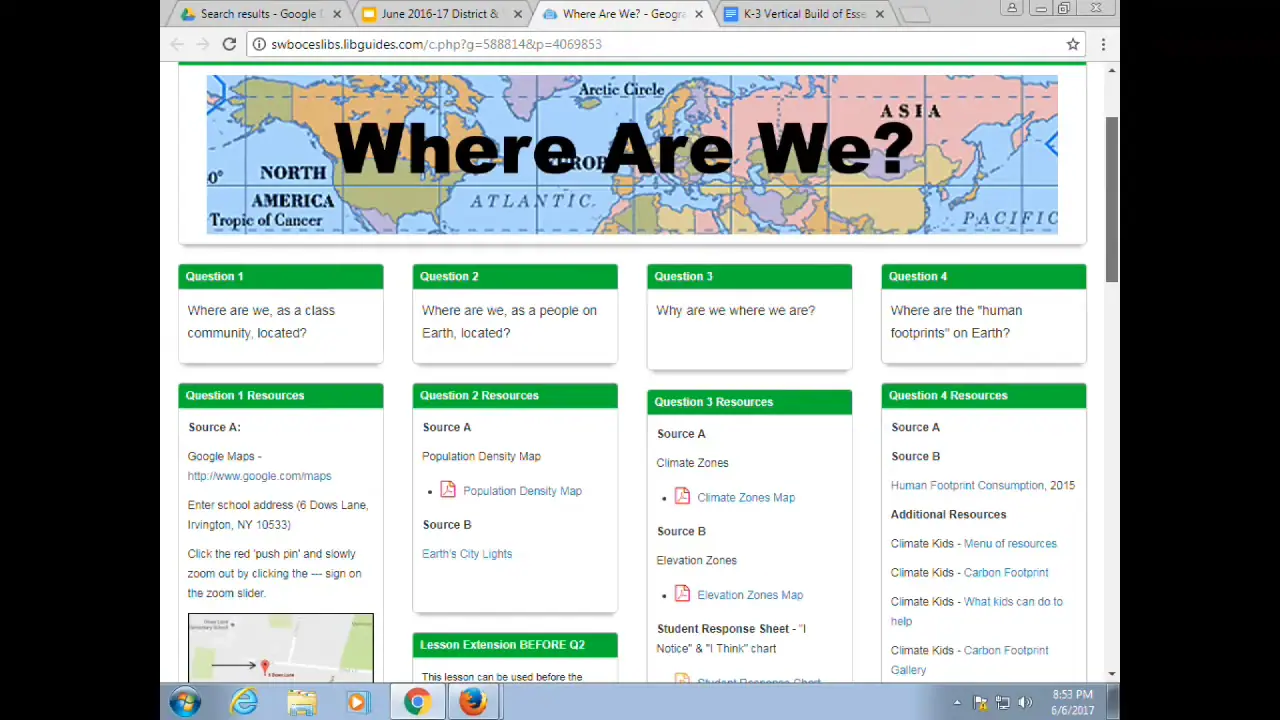 Search results - Google
June 2016-17 District &
Where Are We? - Geogra
K-3 Vertical Build of Esse
swboceslibs.libguides.com/c.php?g=588814&p=4069853
Arctic Circle
ASIA
Where Are We?
NORTH
AMERICA
ATLANTIC
Tropic of Cancer
PACIFIC
Question 1
Where are we, as a class
community, located?
Question 2
Where are we, as a people on
Earth, located?
Question 3
Why are we where we are?
Question 4
Where are the "human
footprints" on Earth?
Question 1 Resources
Source A:
Google Maps -
http://www.google.com/maps
Enter school address (6 Dows Lane,
Irvington, NY 10533)
Click the red 'push pin' and slowly
zoom out by clicking the --- sign on
the zoom slider.
Question 2 Resources
Source A
Population Density Map
Population Density Map
Source B
Earth's City Lights
Lesson Extension BEFORE Q2
This lesson can be used before the
Question 3 Resources
Source A
Climate Zones
Climate Zones Map
Source B
Elevation Zones
Elevation Zones Map
Student Response Sheet - "I
Notice" & "I Think" chart
Student Response Chart
Question 4 Resources
Source A
Source B
Human Footprint Consumption, 2015
Additional Resources
Climate Kids - Menu of resources
Climate Kids - Carbon Footprint
Climate Kids - What kids can do to
help
Climate Kids - Carbon Footprint
Gallery
8:53 PM
6/6/2017